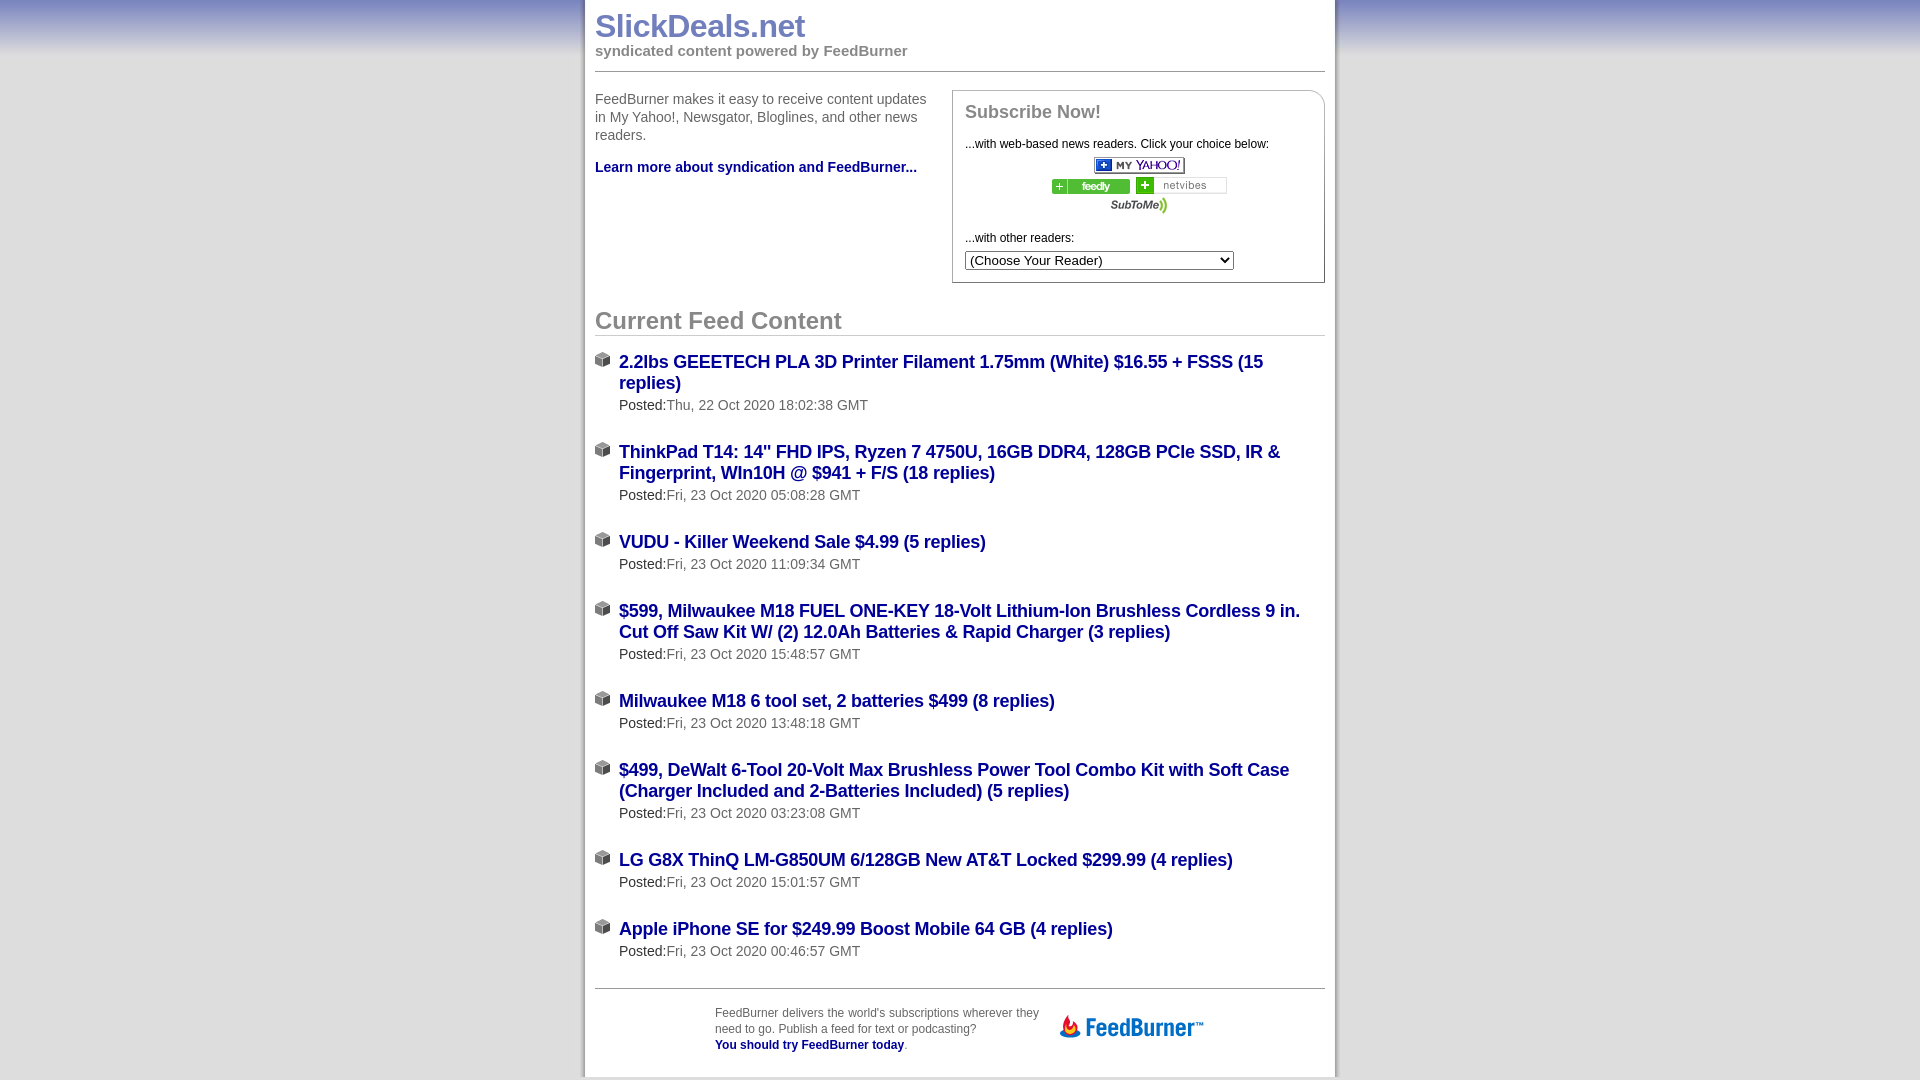 SlickDeals.net
syndicated content powered by FeedBurner
FeedBurner makes it easy to receive content updates
in My Yahoo!, Newsgator, Bloglines, and other news
readers.
Learn more about syndication and FeedBurner...
Subscribe Now!
...with web-based news readers. Click your choice below:
MY YAHOO!
feedly
netvibes
SubToMe
...with other readers:
(Choose Your Reader)
Current Feed Content
2.2lbs GEEETECH PLA 3D Printer Filament 1.75mm (White) $16.55 + FSSS (15
replies)
Posted:Thu, 22 Oct 2020 18:02:38 GMT
ThinkPad T14: 14'' FHD IPS, Ryzen 7 4750U, 16GB DDR4, 128GB PCIe SSD, IR &
Fingerprint, WIn10H @ $941 + F/S (18 replies)
Posted:Fri, 23 Oct 2020 05:08:28 GMT
VUDU - Killer Weekend Sale $4.99 (5 replies)
Posted:Fri, 23 Oct 2020 11:09:34 GMT
$599, Milwaukee M18 FUEL ONE-KEY 18-Volt Lithium-Ion Brushless Cordless 9 in.
Cut Off Saw Kit W/ (2) 12.0Ah Batteries & Rapid Charger (3 replies)
Posted:Fri, 23 Oct 2020 15:48:57 GMT
Milwaukee M18 6 tool set, 2 batteries $499 (8 replies)
Posted:Fri, 23 Oct 2020 13:48:18 GMT
$499, DeWalt 6-Tool 20-Volt Max Brushless Power Tool Combo Kit with Soft Case
(Charger Included and 2-Batteries Included) (5 replies)
Posted:Fri, 23 Oct 2020 03:23:08 GMT
LG G8X ThinQ LM-G850UM 6/128GB New AT&T Locked $299.99 (4 replies)
Posted:Fri, 23 Oct 2020 15:01:57 GMT
Apple iPhone SE for $249.99 Boost Mobile 64 GB (4 replies)
Posted:Fri, 23 Oct 2020 00:46:57 GMT
FeedBurner delivers the world's subscriptions wherever they
need to go. Publish a feed for text or podcasting?
You should try FeedBurner today.
FeedBurner™